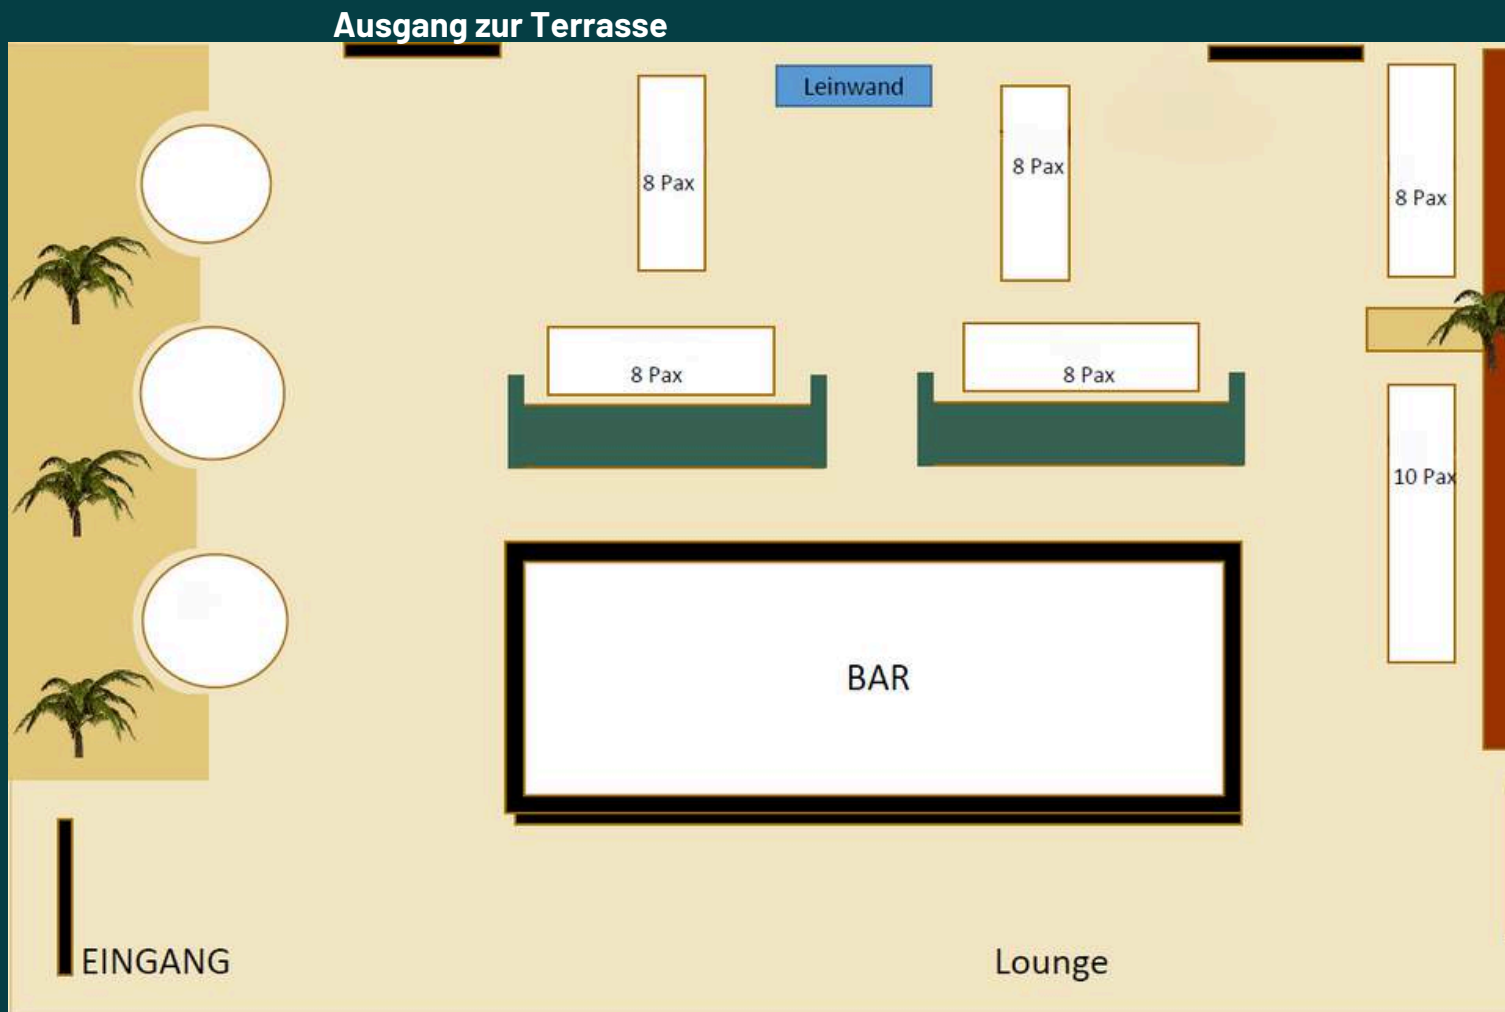 Ausgang zur Terrasse
Leinwand
8 Pax
8 Pax
8 Pax
8 Pax
8 Pax
10 Pax
BAR
EINGANG
Lounge